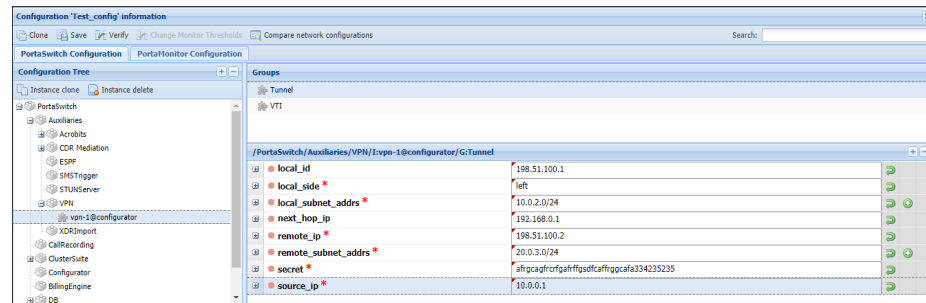 Configuration 'Test_config' information
Clone Save Verify Change Monitor Thresholds Compare network configurations Search:
PortaSwitch Configuration PortaMonitor Configuration
Configuration Tree
Groups
Instance clone Instance delete
Tunnel
VTI
PortaSwitch
Auxiliaries
Acrobits
CDR Mediation
ESPF
SMSTrigger
STUNServer
VPN
vpn-1@configurator
XDRImport
CallRecording
ClusterSuite
Configurator
BillingEngine
DB
/PortaSwitch/Auxiliaries/VPN/I:vpn-1@configurator/G:Tunnel
local_id 198.51.100.1
local_side * left
local_subnet_addrs * 10.0.2.0/24
next_hop_ip 192.168.0.1
remote_ip * 198.51.100.2
remote_subnet_addrs * 20.0.3.0/24
secret * afrgcagfrcrfgafrffgsdfcaffrggcafa334235235
source_ip * 10.0.0.1